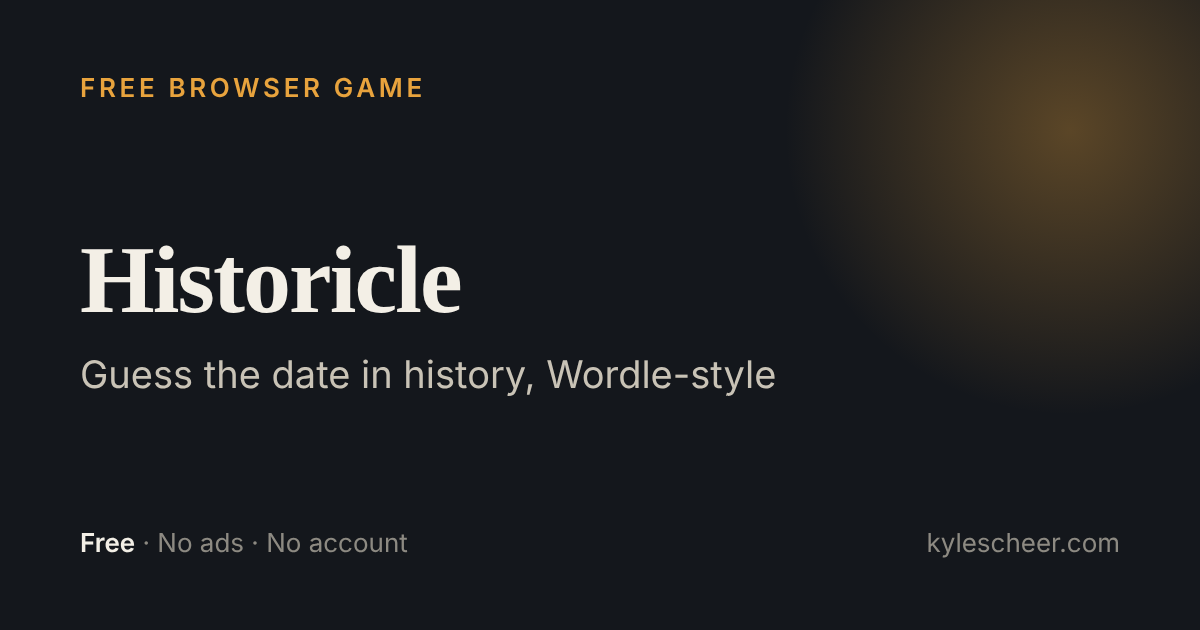 FREE BROWSER GAME
Historicle
Guess the date in history, Wordle-style
Free · No ads · No account
kylescheer.com